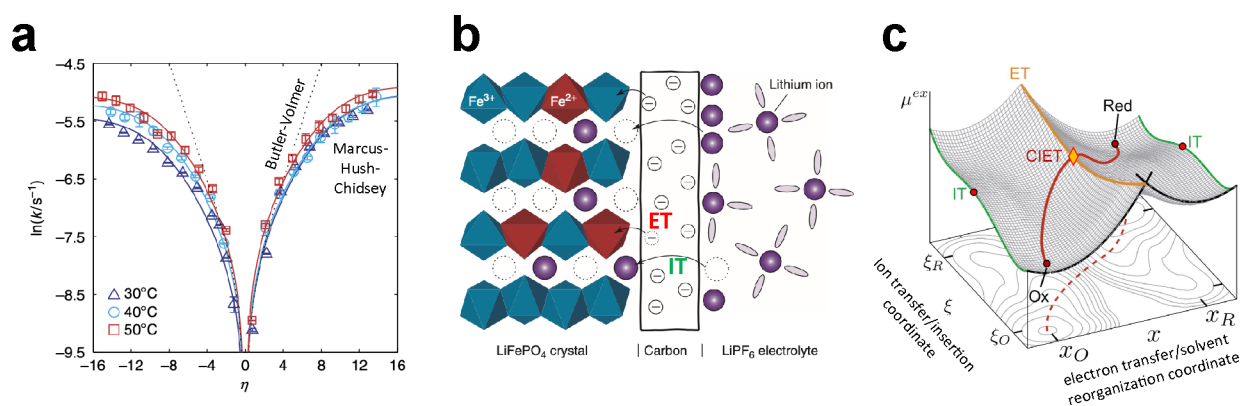 a
ln(k/s⁻¹)
−4.5
−5.5
−6.5
−7.5
−8.5
−9.5
Butler-Volmer
Marcus-
Hush-
Chidsey
30°C
40°C
50°C
−16 −12 −8 −4 0 4 8 12 16
η
b
Fe³⁺
Fe²⁺
Lithium ion
ET
IT
LiFePO₄ crystal
Carbon
LiPF₆ electrolyte
c
ET
μᵉˣ
Red
CIET
IT
IT
Ox
ξ_R
ξ
ξ_O
x_O
x
x_R
Ion transfer/insertion
coordinate
electron transfer/solvent
reorganization coordinate